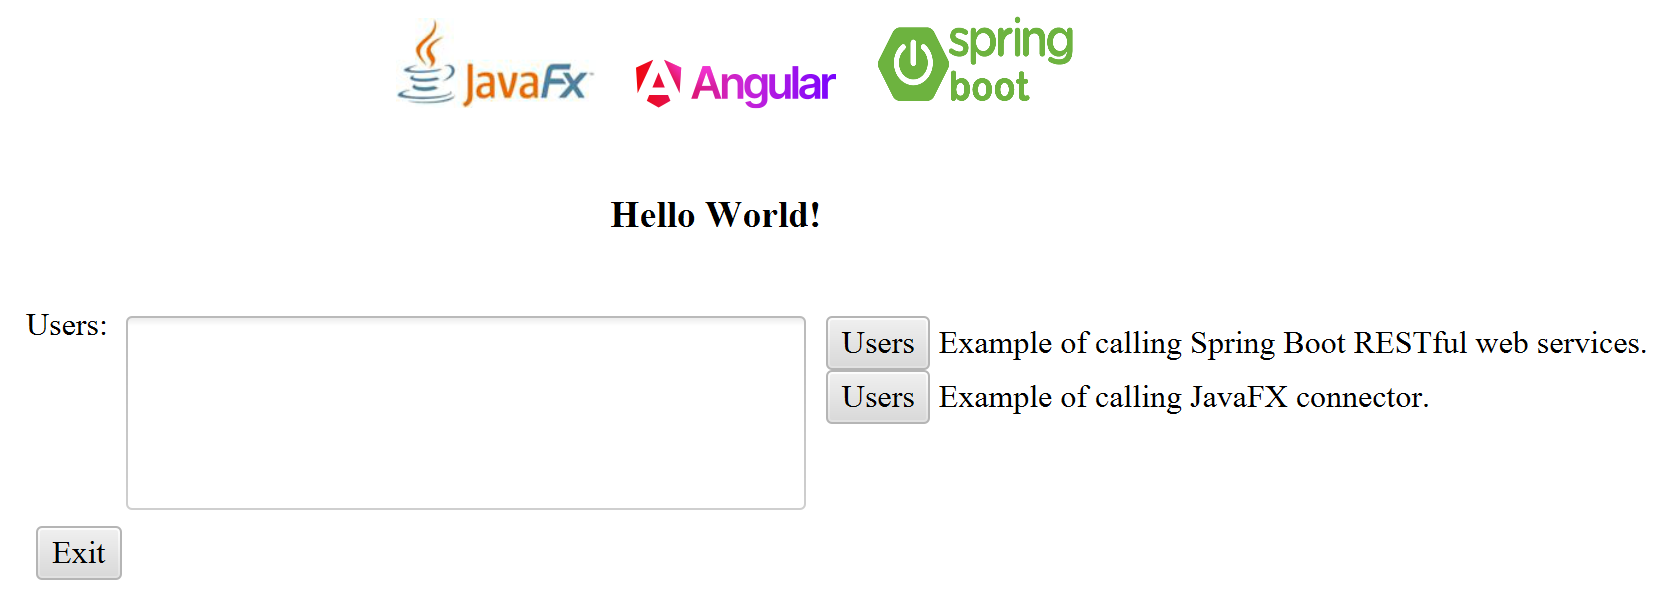 JavaFx™
Angular
spring
boot
Hello World!
Users:
Users Example of calling Spring Boot RESTful web services.
Users Example of calling JavaFX connector.
Exit